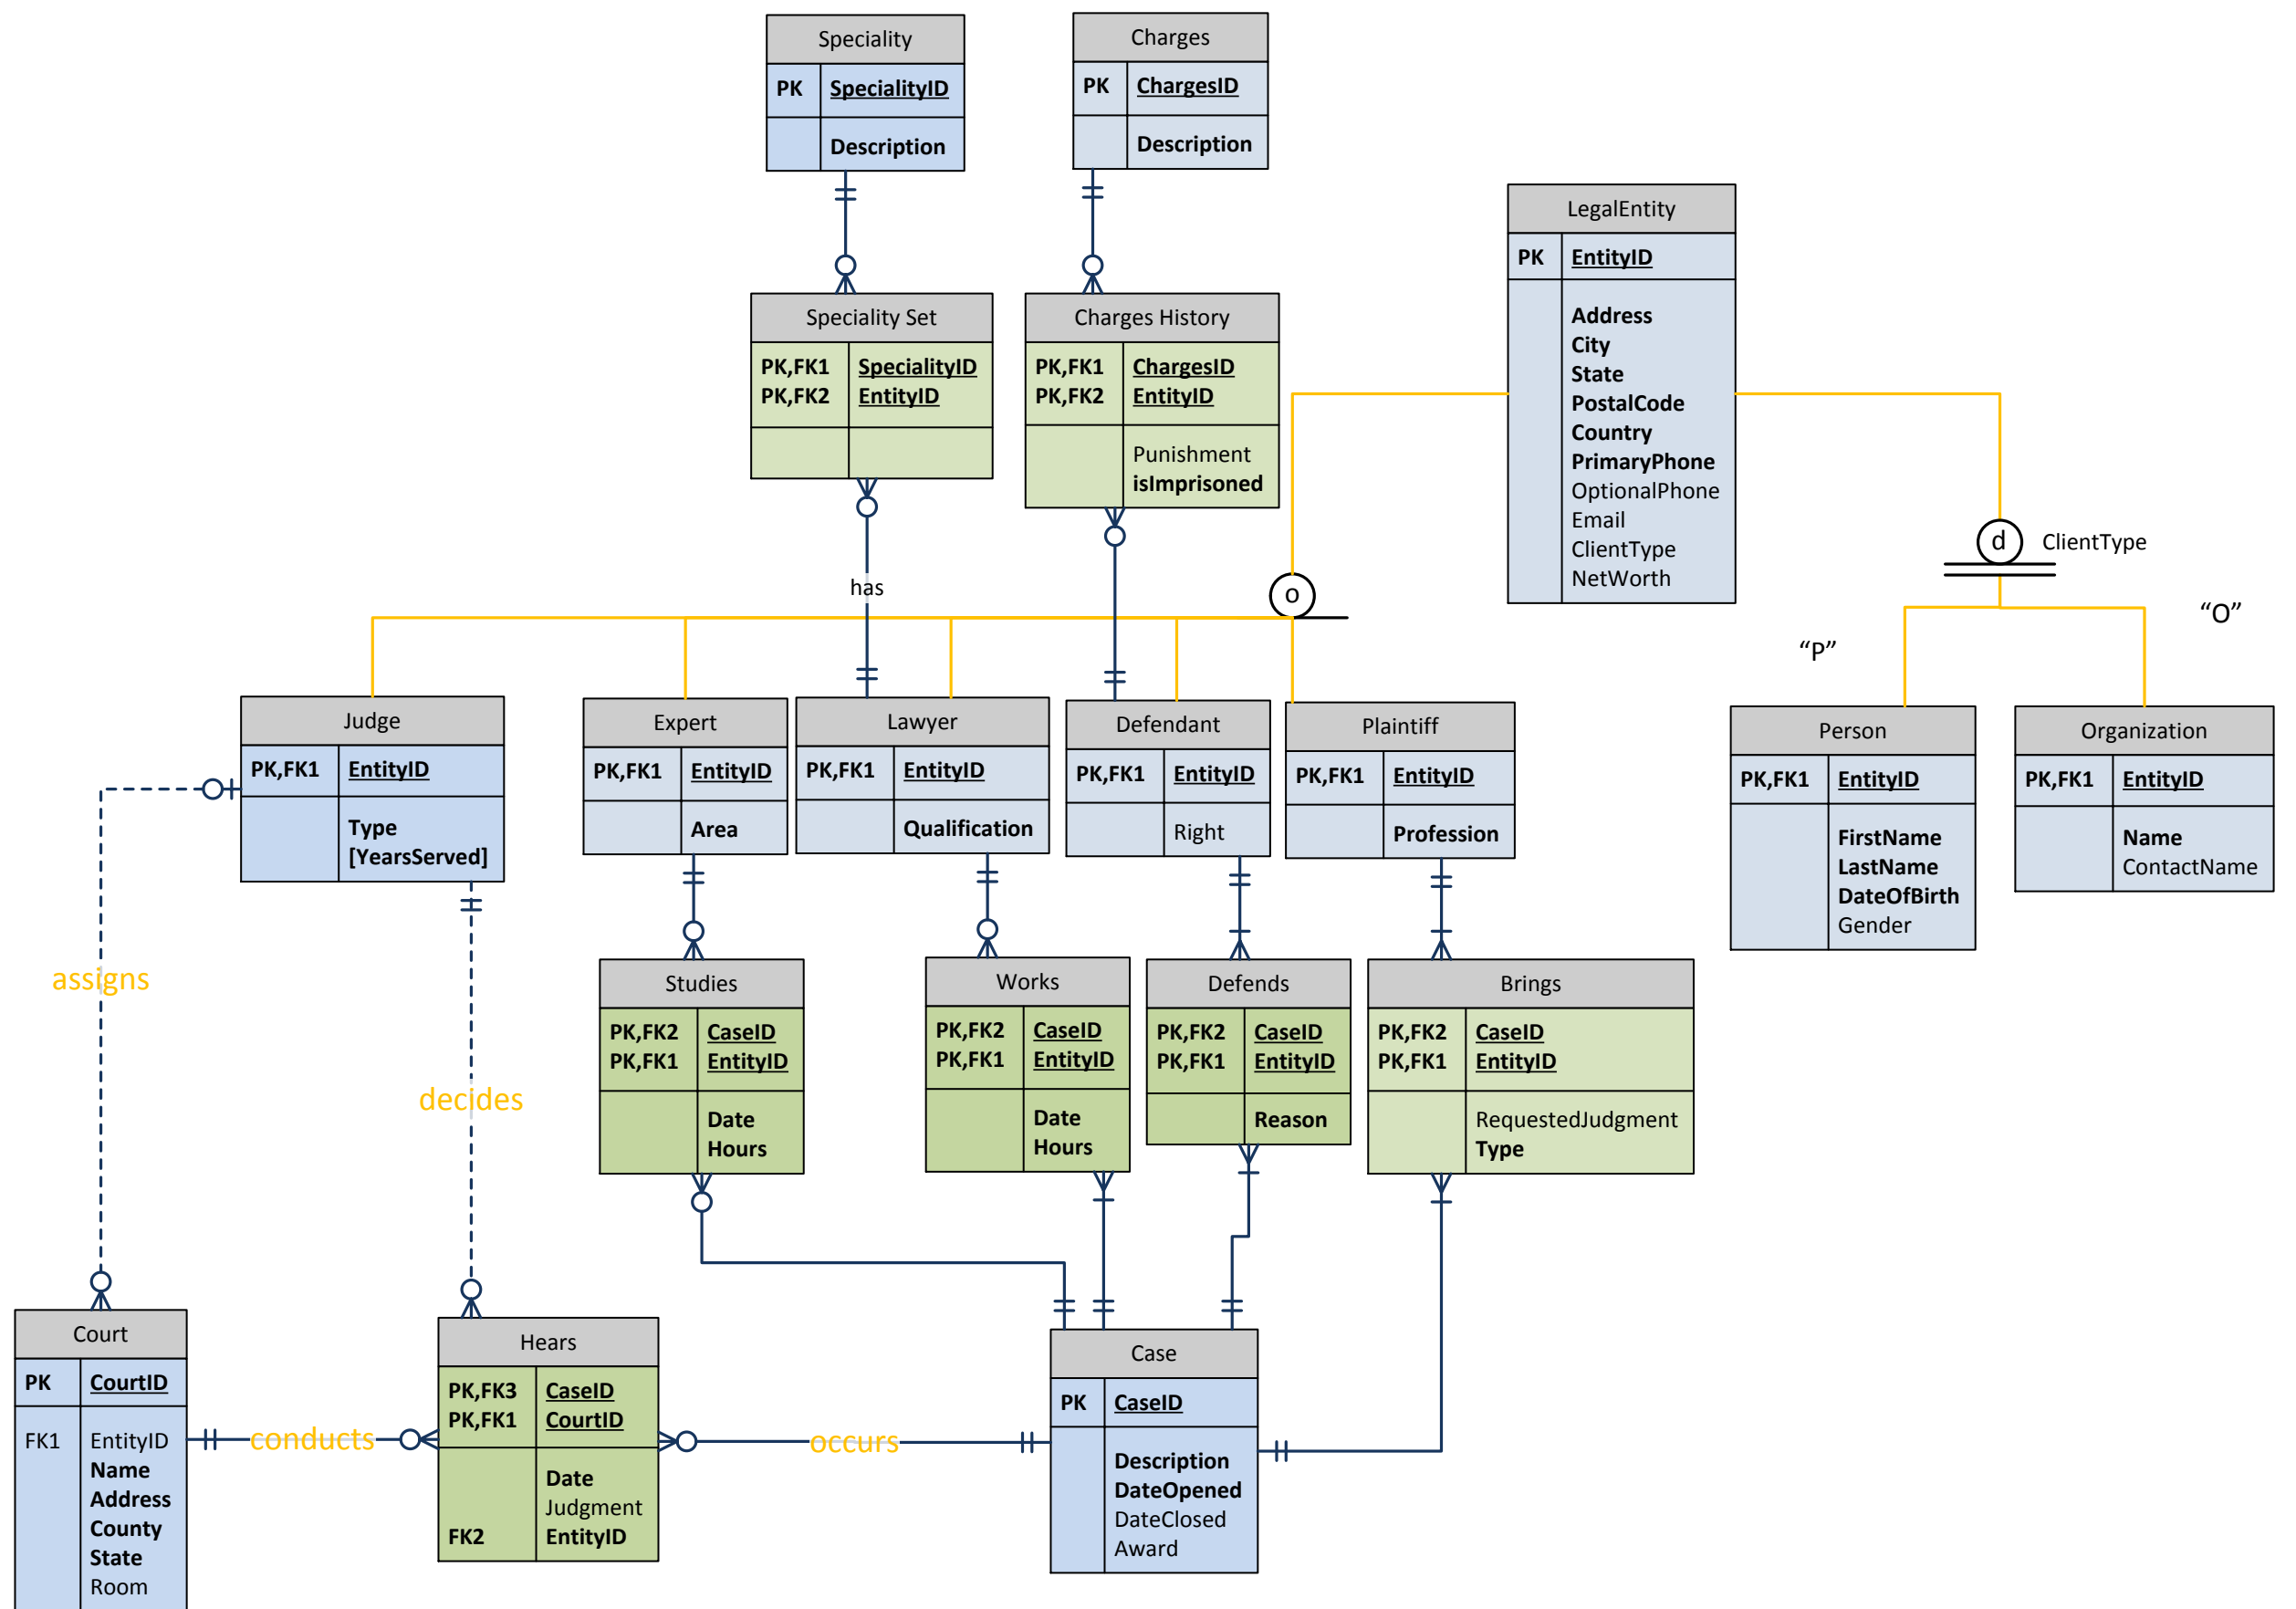 Speciality
PK SpecialityID
Description
Charges
PK ChargesID
Description
LegalEntity
PK EntityID
Address
City
State
PostalCode
Country
PrimaryPhone
OptionalPhone
Email
ClientType
NetWorth
Speciality Set
PK,FK1 SpecialityID
PK,FK2 EntityID
Charges History
PK,FK1 ChargesID
PK,FK2 EntityID
Punishment
isImprisoned
d ClientType
has
o
"P"
"O"
Judge
PK,FK1 EntityID
Type
[YearsServed]
Expert
PK,FK1 EntityID
Area
Lawyer
PK,FK1 EntityID
Qualification
Defendant
PK,FK1 EntityID
Right
Plaintiff
PK,FK1 EntityID
Profession
Person
PK,FK1 EntityID
FirstName
LastName
DateOfBirth
Gender
Organization
PK,FK1 EntityID
Name
ContactName
assigns
decides
Studies
PK,FK2 CaseID
PK,FK1 EntityID
Date
Hours
Works
PK,FK2 CaseID
PK,FK1 EntityID
Date
Hours
Defends
PK,FK2 CaseID
PK,FK1 EntityID
Reason
Brings
PK,FK2 CaseID
PK,FK1 EntityID
RequestedJudgment
Type
Court
PK CourtID
FK1 EntityID
Name
Address
County
State
Room
conducts
Hears
PK,FK3 CaseID
PK,FK1 CourtID
Date
Judgment
FK2 EntityID
occurs
Case
PK CaseID
Description
DateOpened
DateClosed
Award